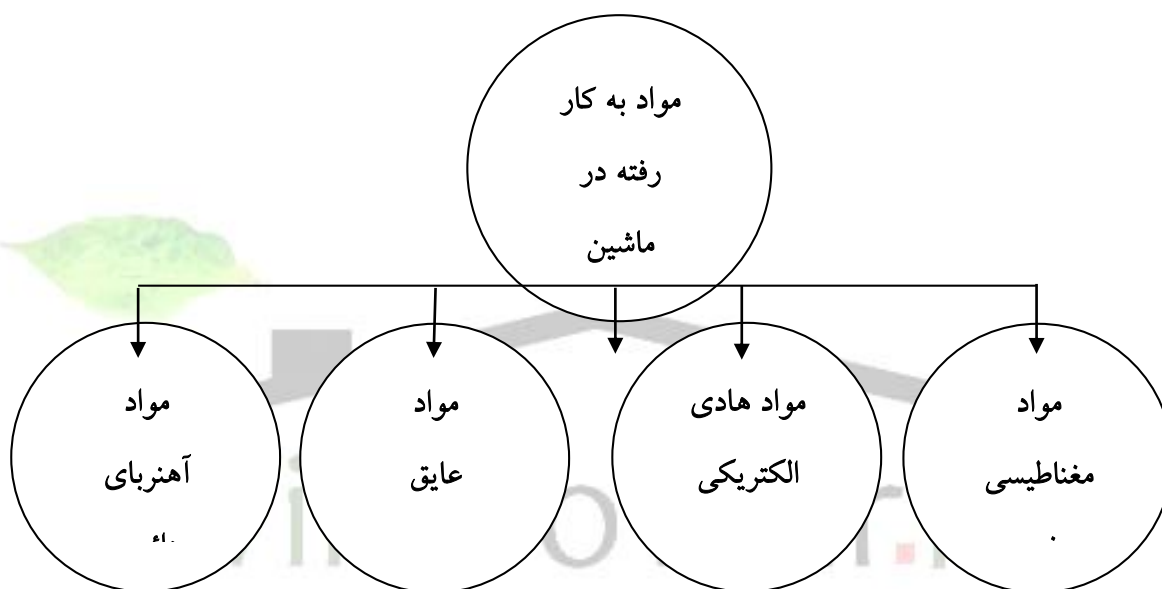 مواد به کار
رفته در
ماشین
مواد
مغناطیسی
مواد هادی
الکتریکی
مواد
عایق
مواد
آهنربای